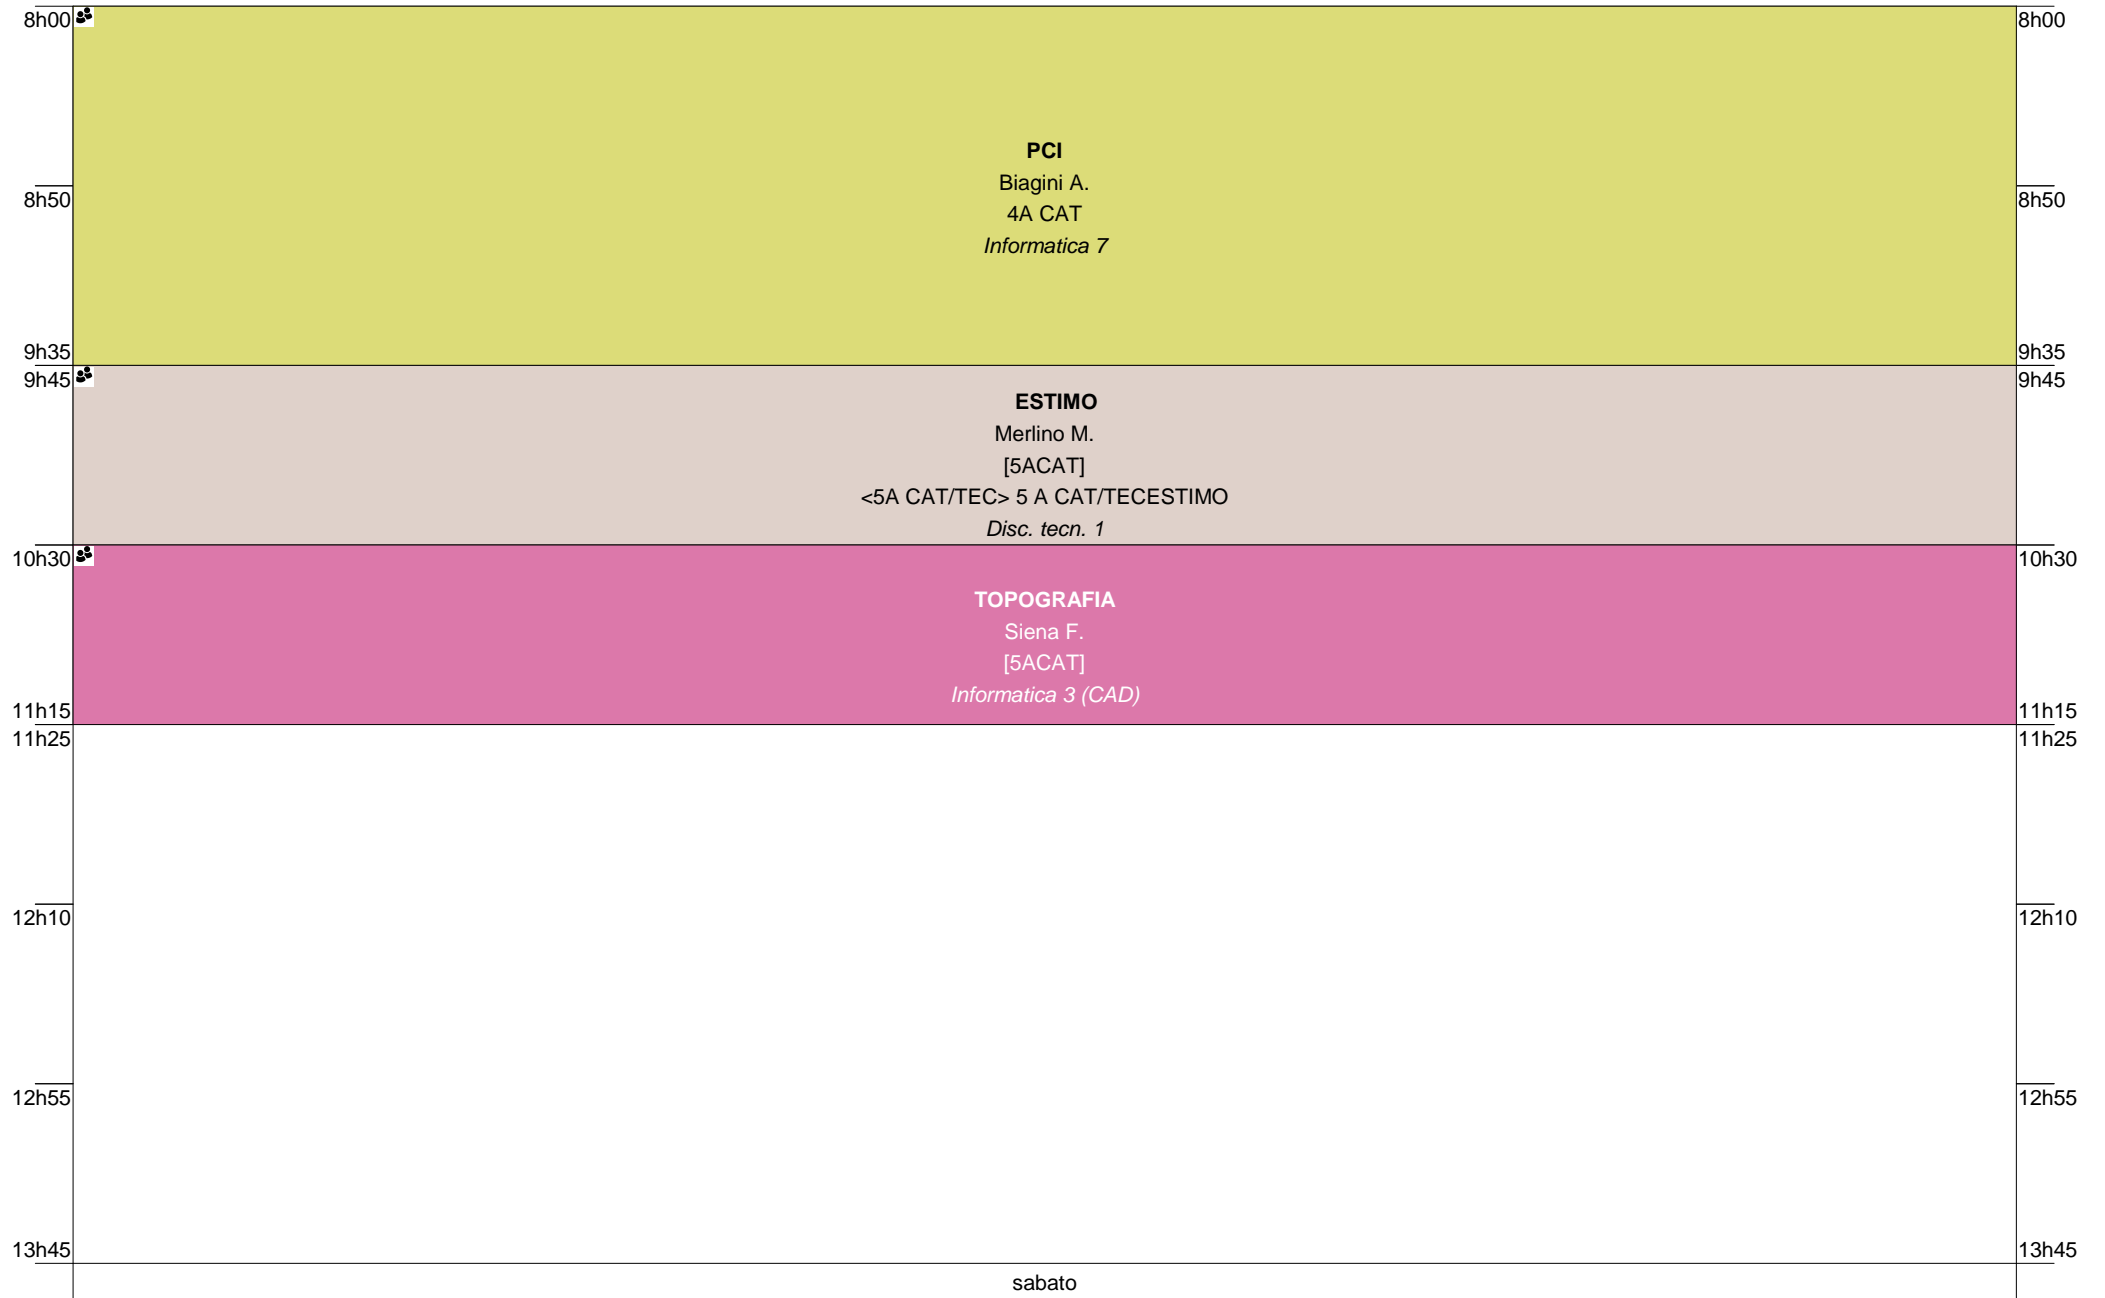 8h00
8h00
PCI
Biagini A.
8h50
8h50
4A CAT
Informatica 7
9h35
9h35
9h45
9h45
ESTIMO
Merlino M.
[5ACAT]
<5A CAT/TEC> 5 A CAT/TECESTIMO
Disc. tecn. 1
10h30
10h30
TOPOGRAFIA
Siena F.
[5ACAT]
Informatica 3 (CAD)
11h15
11h15
11h25
11h25
12h10
12h10
12h55
12h55
13h45
13h45
sabato